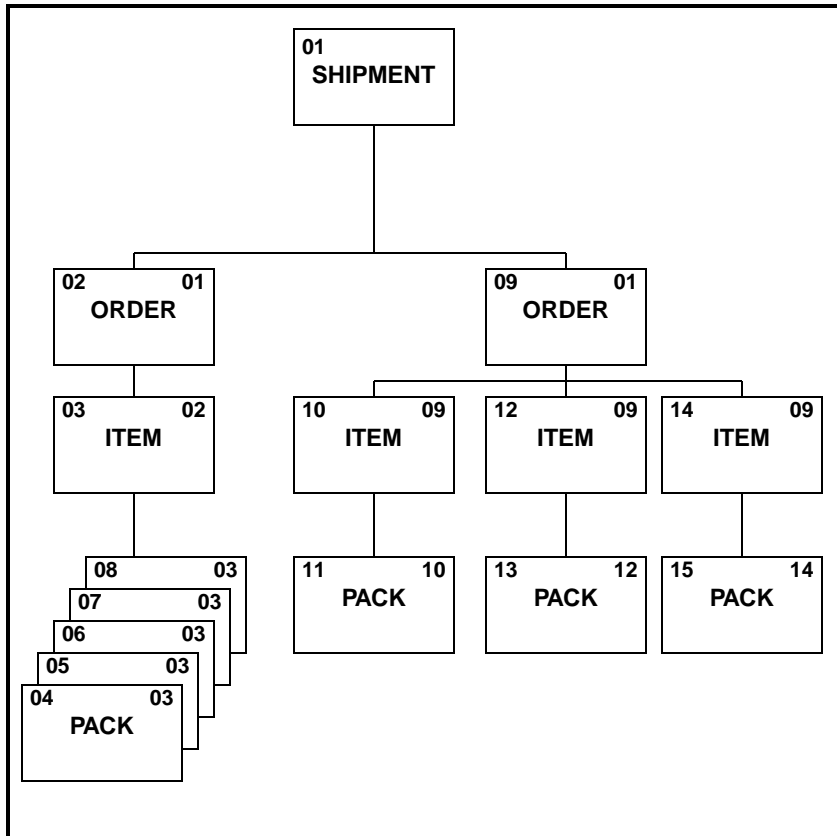 01
SHIPMENT
02 01
ORDER
09 01
ORDER
03 02
ITEM
10 09
ITEM
12 09
ITEM
14 09
ITEM
08 03
07 03
06 03
05 03
04 03
PACK
11 10
PACK
13 12
PACK
15 14
PACK